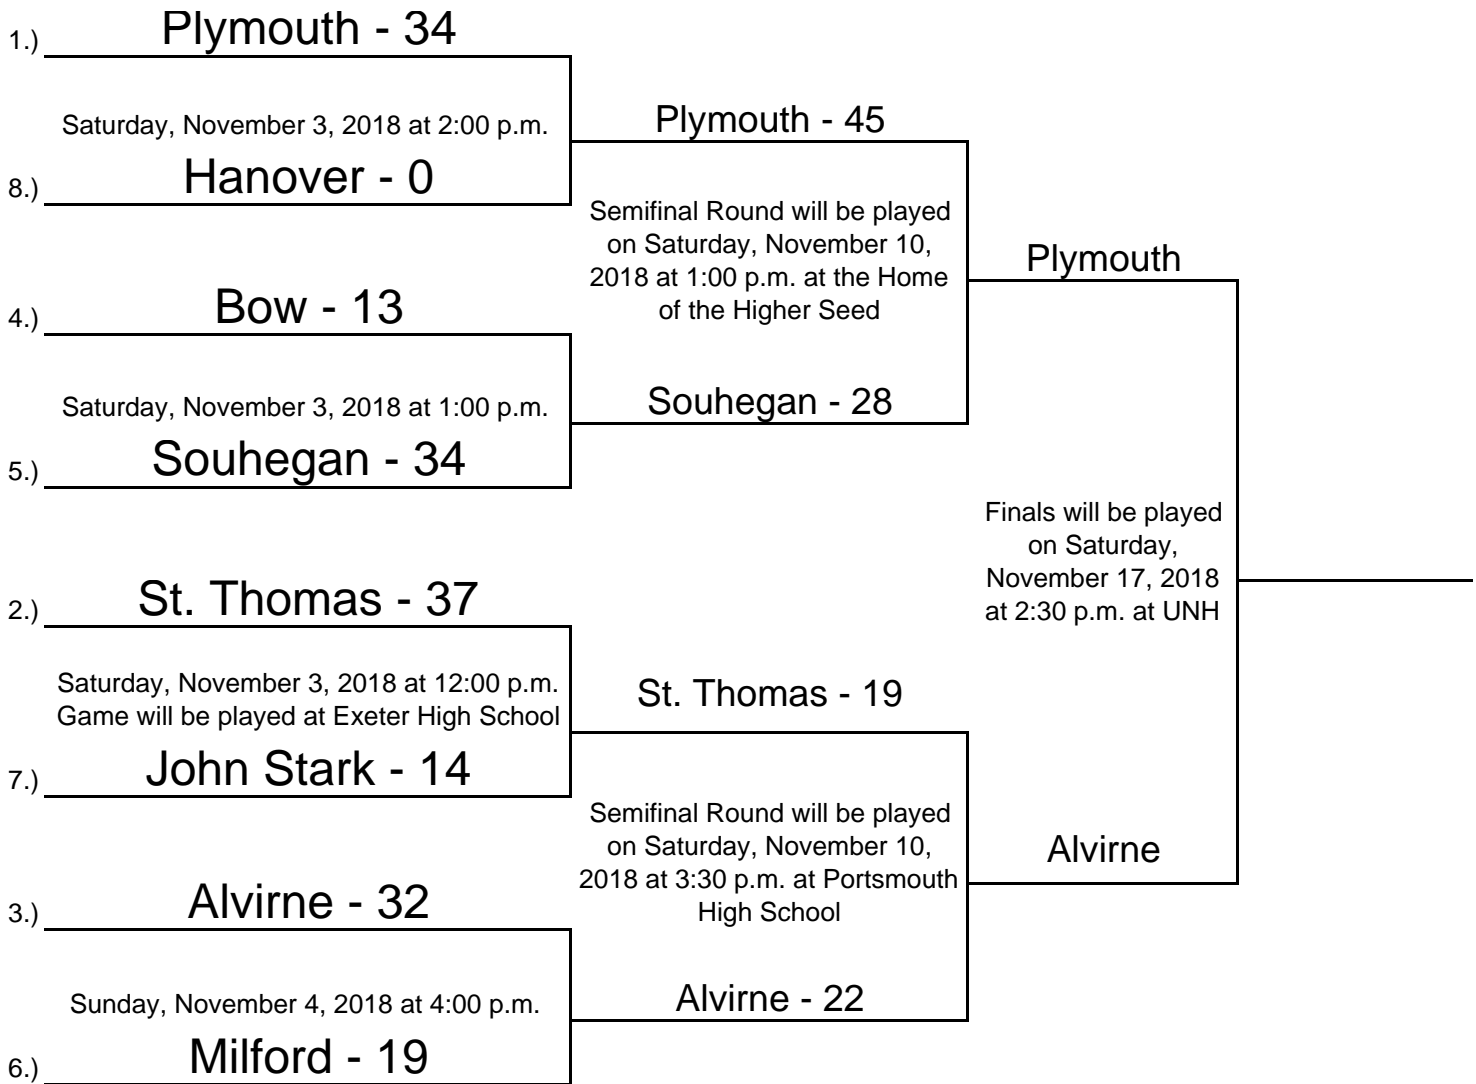 1.) Plymouth - 34
Saturday, November 3, 2018 at 2:00 p.m.
8.) Hanover - 0
Plymouth - 45
Semifinal Round will be played
on Saturday, November 10,
2018 at 1:00 p.m. at the Home
of the Higher Seed
4.) Bow - 13
Saturday, November 3, 2018 at 1:00 p.m.
5.) Souhegan - 34
Souhegan - 28
Plymouth
Finals will be played
on Saturday,
November 17, 2018
at 2:30 p.m. at UNH
2.) St. Thomas - 37
Saturday, November 3, 2018 at 12:00 p.m.
Game will be played at Exeter High School
7.) John Stark - 14
St. Thomas - 19
Semifinal Round will be played
on Saturday, November 10,
2018 at 3:30 p.m. at Portsmouth
High School
Alvirne
3.) Alvirne - 32
Sunday, November 4, 2018 at 4:00 p.m.
6.) Milford - 19
Alvirne - 22